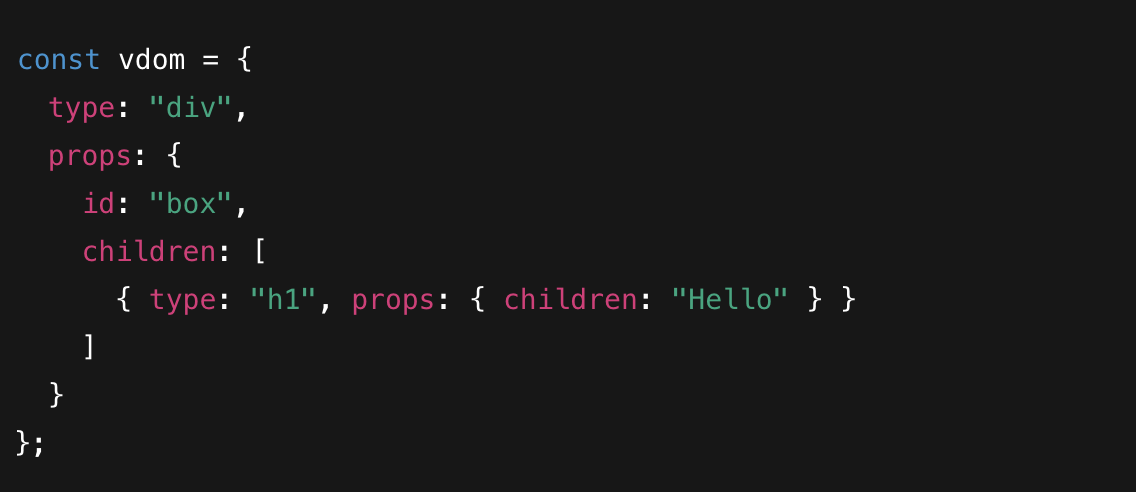 const vdom = {
  type: "div",
  props: {
    id: "box",
    children: [
      { type: "h1", props: { children: "Hello" } }
    ]
  }
};